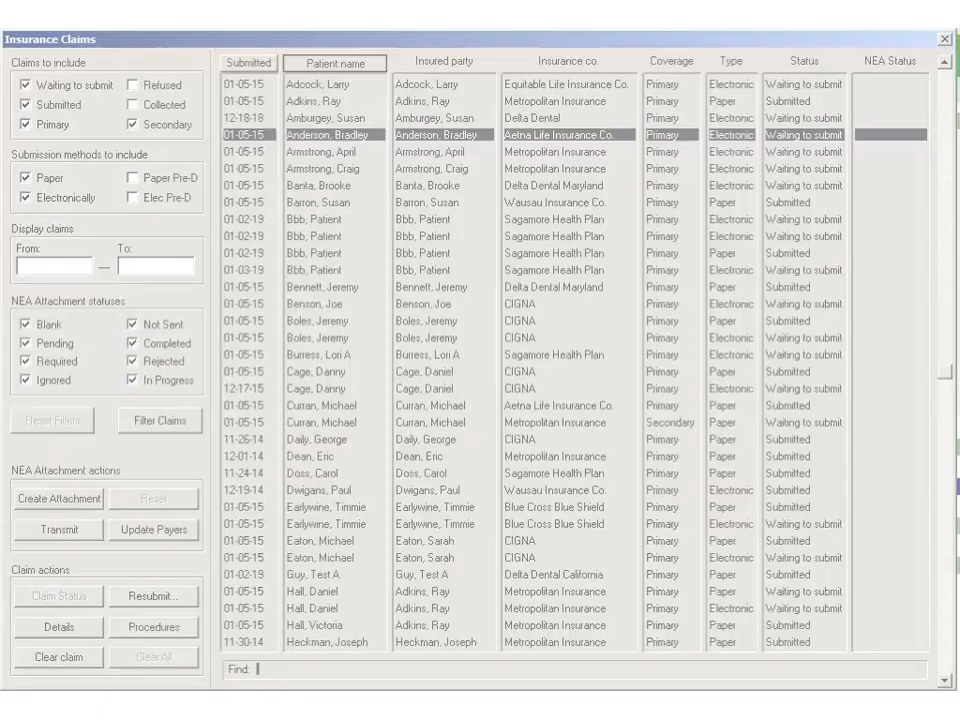 Insurance Claims
Claims to include
Waiting to submit Refused
Submitted Collected
Primary Secondary
Submission methods to include
Paper Paper Pre-D
Electronically Elec Pre-D
Display claims
From: To:
—
NEA Attachment statuses
Blank Not Sent
Pending Completed
Required Rejected
Ignored In Progress
Reset Filters Filter Claims
NEA Attachment actions
Create Attachment Reset
Transmit Update Payers
Claim actions
Claim Status Resubmit...
Details Procedures
Clear claim Clear All
Submitted Patient name Insured party Insurance co. Coverage Type Status NEA Status
01-05-15 Adcock, Larry Adcock, Larry Equitable Life Insurance Co. Primary Electronic Waiting to submit
01-05-15 Adkins, Ray Adkins, Ray Metropolitan Insurance Primary Paper Submitted
12-18-18 Amburgey, Susan Amburgey, Susan Delta Dental Primary Electronic Waiting to submit
01-05-15 Anderson, Bradley Anderson, Bradley Aetna Life Insurance Co. Primary Electronic Waiting to submit
01-05-15 Armstrong, April Armstrong, April Metropolitan Insurance Primary Electronic Waiting to submit
01-05-15 Armstrong, Craig Armstrong, Craig Metropolitan Insurance Primary Electronic Waiting to submit
01-05-15 Banta, Brooke Banta, Brooke Delta Dental Maryland Primary Electronic Waiting to submit
01-05-15 Barron, Susan Barron, Susan Wausau Insurance Co. Primary Paper Submitted
01-02-19 Bbb, Patient Bbb, Patient Sagamore Health Plan Primary Electronic Waiting to submit
01-02-19 Bbb, Patient Bbb, Patient Sagamore Health Plan Primary Electronic Waiting to submit
01-02-19 Bbb, Patient Bbb, Patient Sagamore Health Plan Primary Paper Submitted
01-03-19 Bbb, Patient Bbb, Patient Sagamore Health Plan Primary Electronic Waiting to submit
01-05-15 Bennett, Jeremy Bennett, Jeremy Delta Dental Maryland Primary Paper Submitted
01-05-15 Benson, Joe Benson, Joe CIGNA Primary Electronic Waiting to submit
01-05-15 Boles, Jeremy Boles, Jeremy CIGNA Primary Paper Submitted
01-05-15 Boles, Jeremy Boles, Jeremy CIGNA Primary Electronic Waiting to submit
01-05-15 Burress, Lori A Burress, Lori A Sagamore Health Plan Primary Electronic Waiting to submit
01-05-15 Cage, Danny Cage, Daniel CIGNA Primary Paper Submitted
12-17-15 Cage, Danny Cage, Daniel CIGNA Primary Electronic Waiting to submit
01-05-15 Curran, Michael Curran, Michael Aetna Life Insurance Co. Primary Paper Submitted
01-05-15 Curran, Michael Curran, Michael Metropolitan Insurance Secondary Paper Waiting to submit
11-26-14 Daily, George Daily, George CIGNA Primary Paper Submitted
12-01-14 Dean, Eric Dean, Eric Metropolitan Insurance Primary Paper Submitted
11-24-14 Doss, Carol Doss, Carol Sagamore Health Plan Primary Paper Submitted
12-19-14 Dwigans, Paul Dwigans, Paul Wausau Insurance Co. Primary Electronic Submitted
01-05-15 Earlywine, Timmie Earlywine, Timmie Blue Cross Blue Shield Primary Paper Submitted
01-05-15 Earlywine, Timmie Earlywine, Timmie Blue Cross Blue Shield Primary Electronic Waiting to submit
01-05-15 Eaton, Michael Eaton, Sarah CIGNA Primary Paper Submitted
01-05-15 Eaton, Michael Eaton, Sarah CIGNA Primary Electronic Waiting to submit
01-02-19 Guy, Test A Guy, Test A Delta Dental California Primary Paper Submitted
01-05-15 Hall, Daniel Adkins, Ray Metropolitan Insurance Primary Paper Waiting to submit
01-05-15 Hall, Daniel Adkins, Ray Metropolitan Insurance Primary Electronic Waiting to submit
01-05-15 Hall, Victoria Adkins, Ray Metropolitan Insurance Primary Paper Submitted
11-30-14 Heckman, Joseph Heckman, Joseph Metropolitan Insurance Primary Paper Submitted
Find: